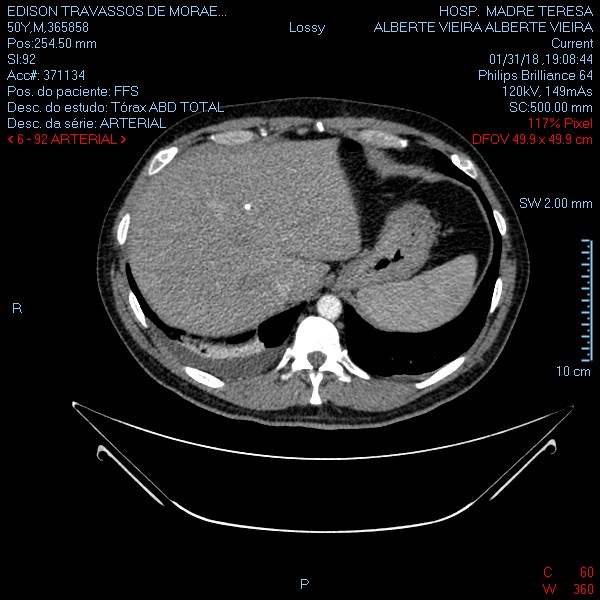 EDISON TRAVASSOS DE MORAE...
50Y,M,365858
Pos:254.50 mm
SI:92
Acc#: 371134
Pos. do paciente: FFS
Desc. do estudo: Tórax ABD TOTAL
Desc. da série: ARTERIAL
< 6 - 92 ARTERIAL >
Lossy
HOSP. MADRE TERESA
ALBERTE VIEIRA ALBERTE VIEIRA
Current
01/31/18 ,19:08:44
Philips Brilliance 64
120kV, 149mAs
SC:500.00 mm
117% Pixel
DFOV 49.9 x 49.9 cm
SW 2.00 mm
R
10 cm
P
C 60
W 360